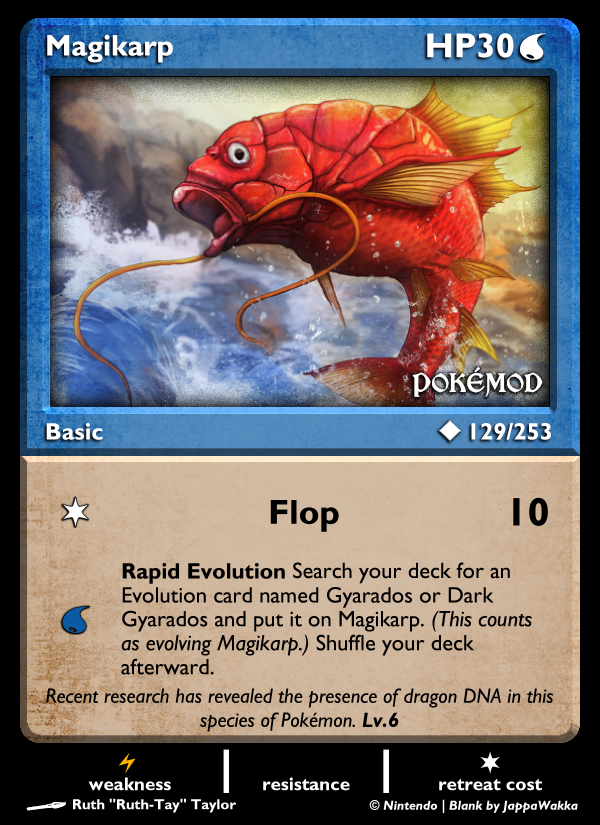 Magikarp HP30
POKÉMOD
Basic 129/253
Flop 10
Rapid Evolution Search your deck for an
Evolution card named Gyarados or Dark
Gyarados and put it on Magikarp. (This counts
as evolving Magikarp.) Shuffle your deck
afterward.
Recent research has revealed the presence of dragon DNA in this
species of Pokémon. Lv.6
weakness resistance retreat cost
Ruth "Ruth-Tay" Taylor © Nintendo | Blank by JappaWakka